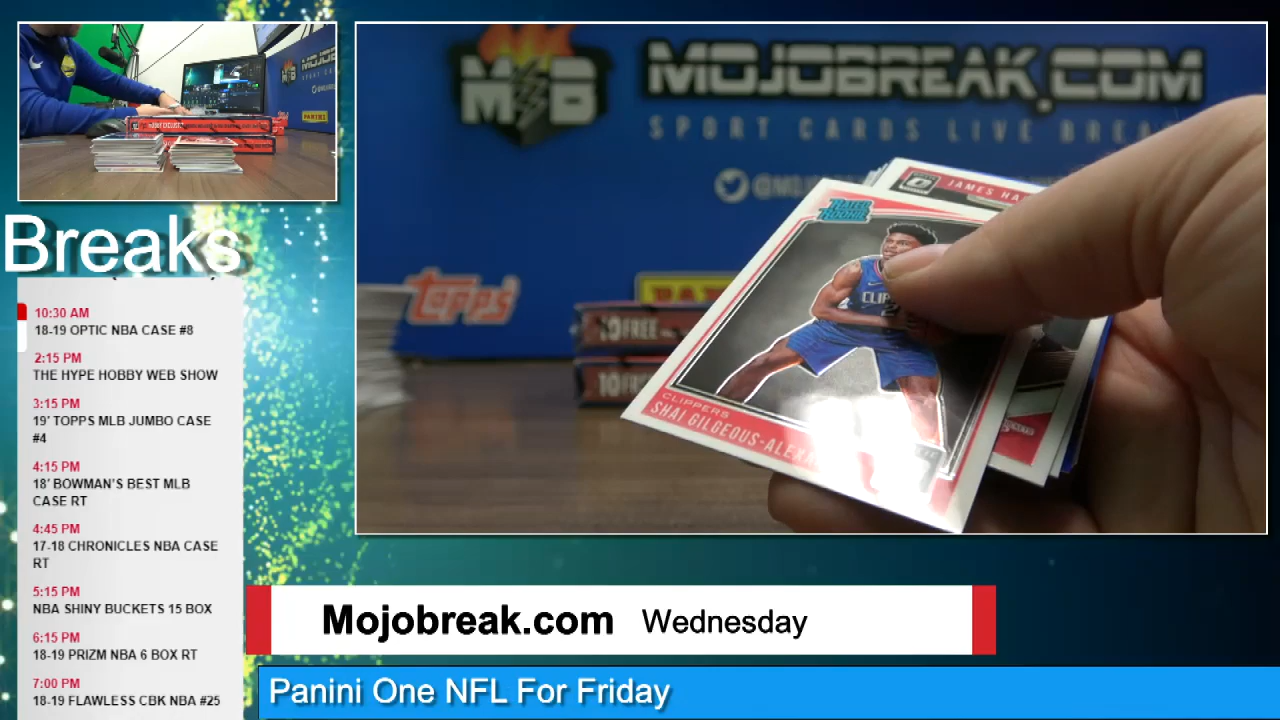 Breaks
10:30 AM
18-19 OPTIC NBA CASE #8
2:15 PM
THE HYPE HOBBY WEB SHOW
3:15 PM
19' TOPPS MLB JUMBO CASE
#4
4:15 PM
18' BOWMAN'S BEST MLB
CASE RT
4:45 PM
17-18 CHRONICLES NBA CASE
RT
5:15 PM
NBA SHINY BUCKETS 15 BOX
6:15 PM
18-19 PRIZM NBA 6 BOX RT
7:00 PM
18-19 FLAWLESS CBK NBA #25
M B
MOJOBREAK.COM
SPORT CARDS LIVE BREA
topps
PANI
10 FREE
10
JAMES HA
RATED ROOKIE
CLIPPERS
SHAI GILGEOUS-ALEX
Mojobreak.com Wednesday
Panini One NFL For Friday